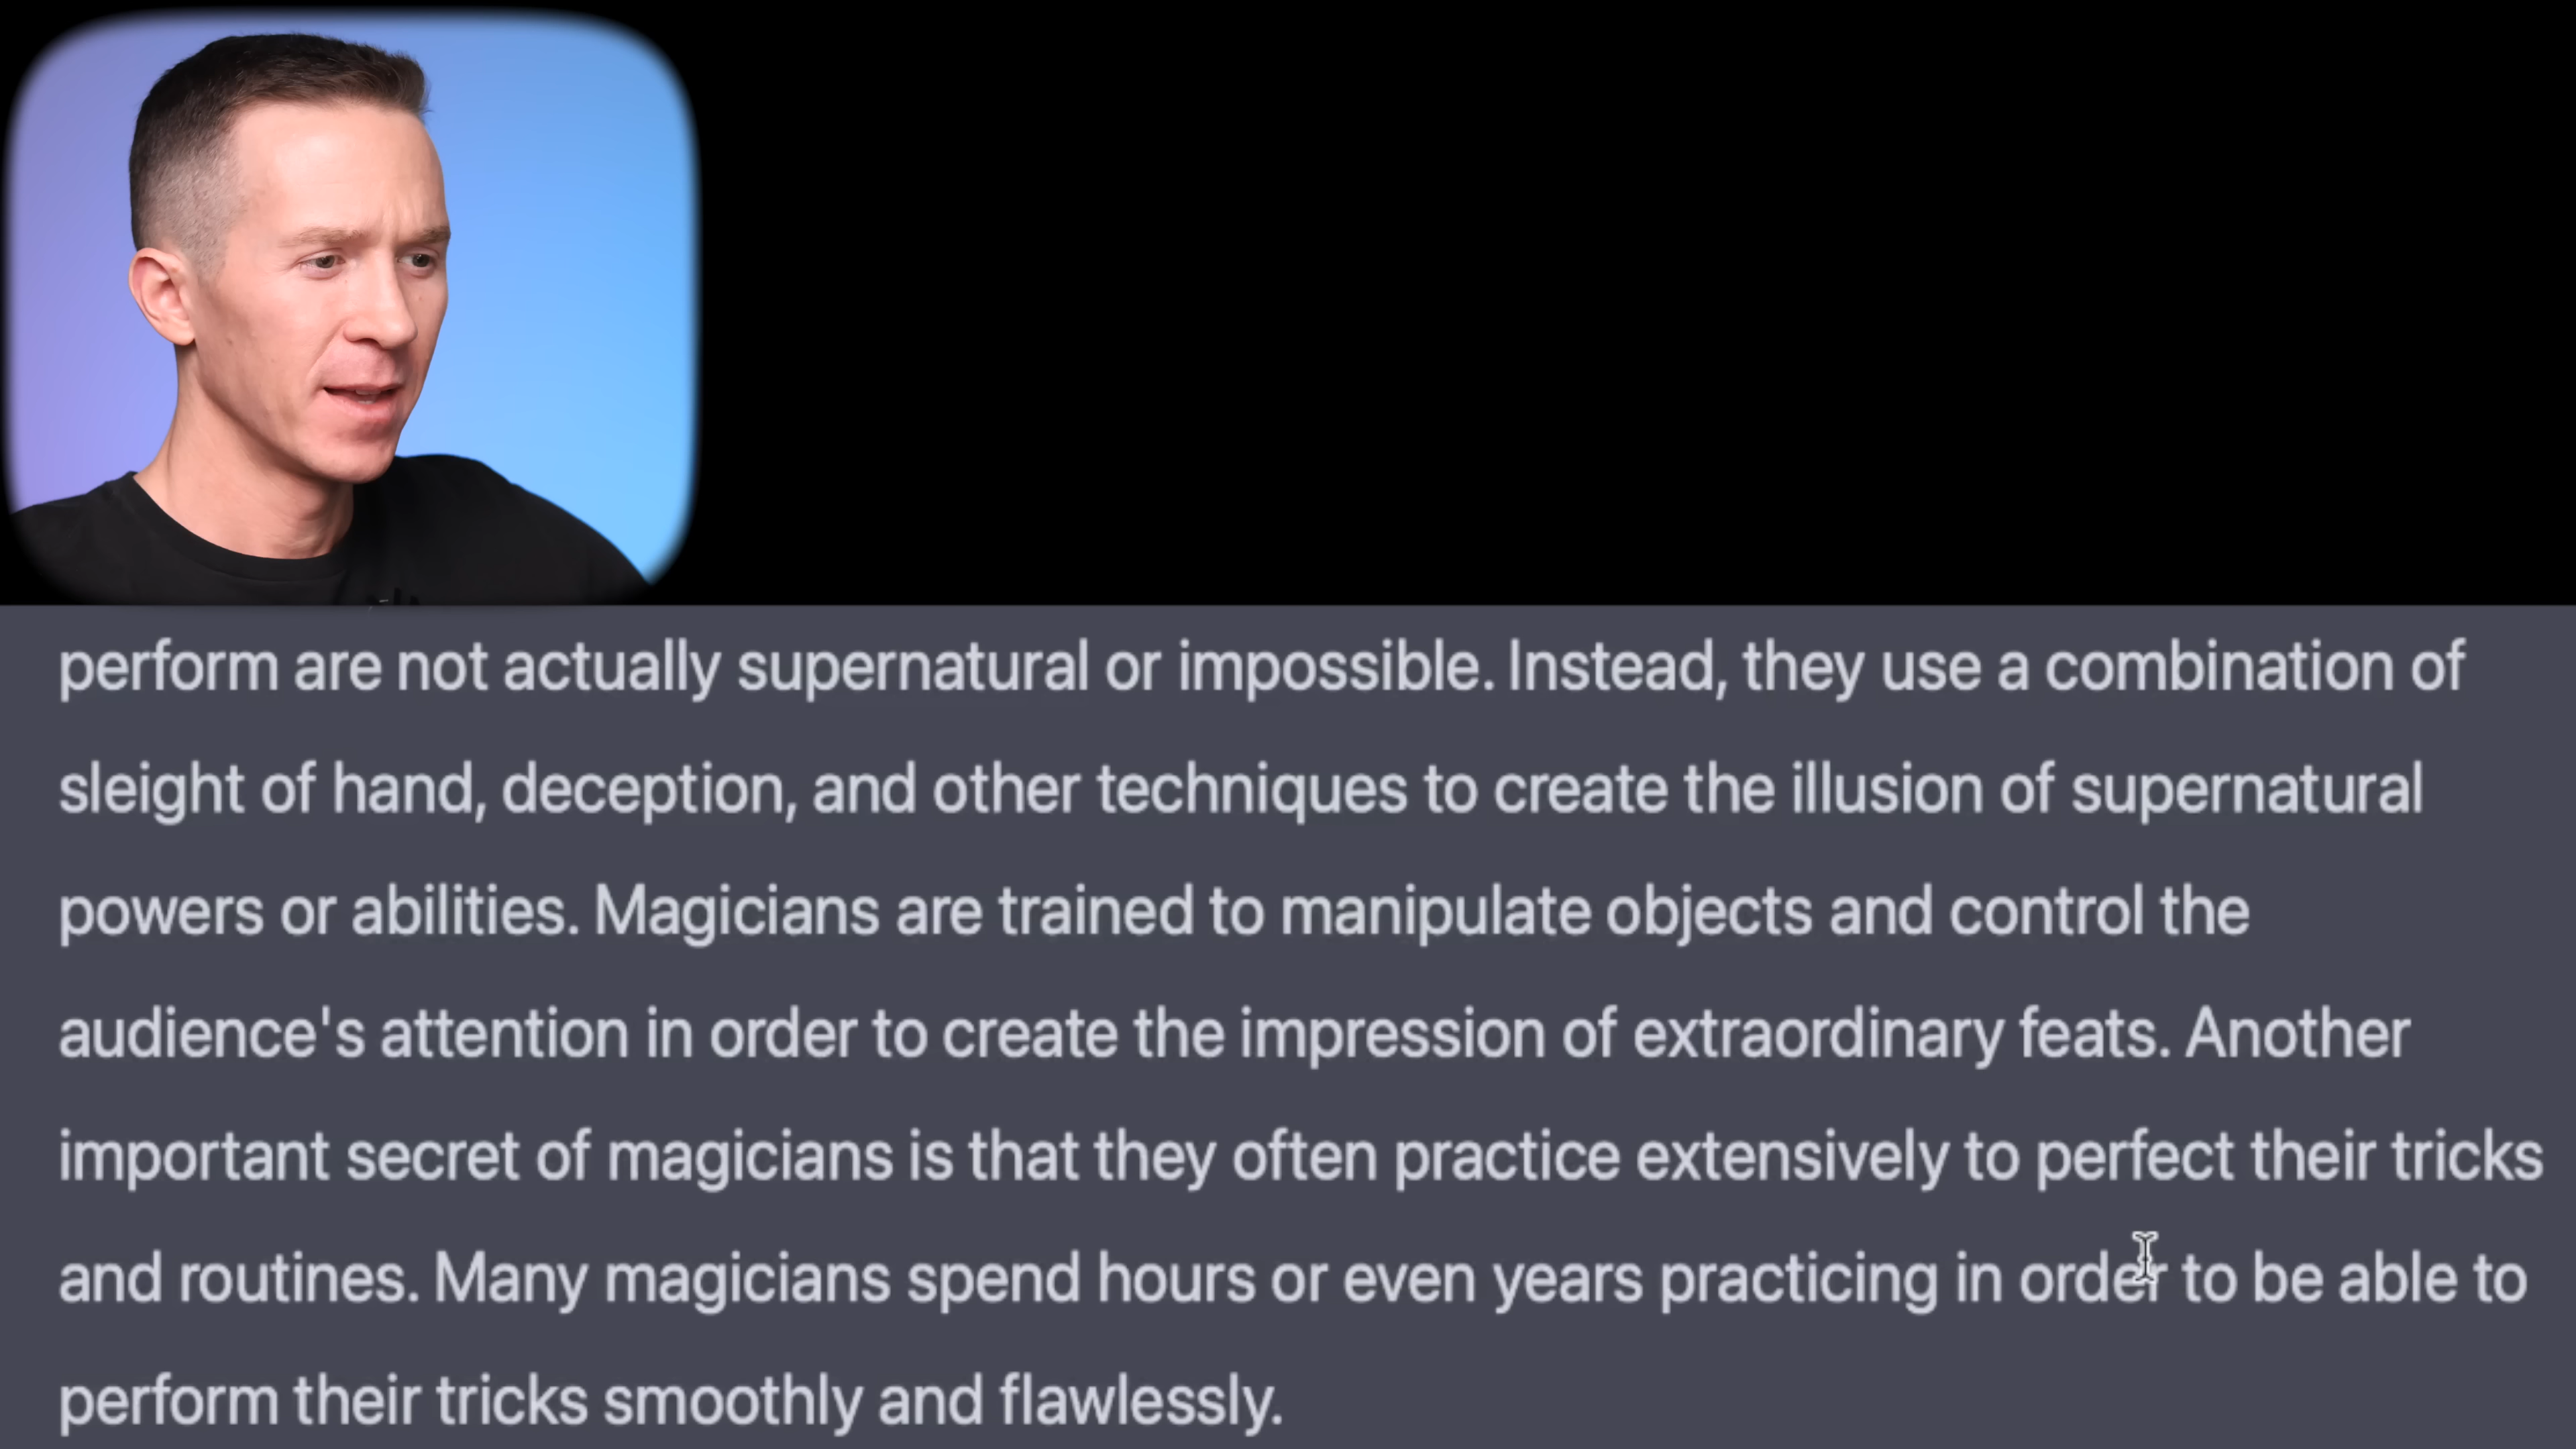 perform are not actually supernatural or impossible. Instead, they use a combination of
sleight of hand, deception, and other techniques to create the illusion of supernatural
powers or abilities. Magicians are trained to manipulate objects and control the
audience's attention in order to create the impression of extraordinary feats. Another
important secret of magicians is that they often practice extensively to perfect their tricks
and routines. Many magicians spend hours or even years practicing in order to be able to
perform their tricks smoothly and flawlessly.